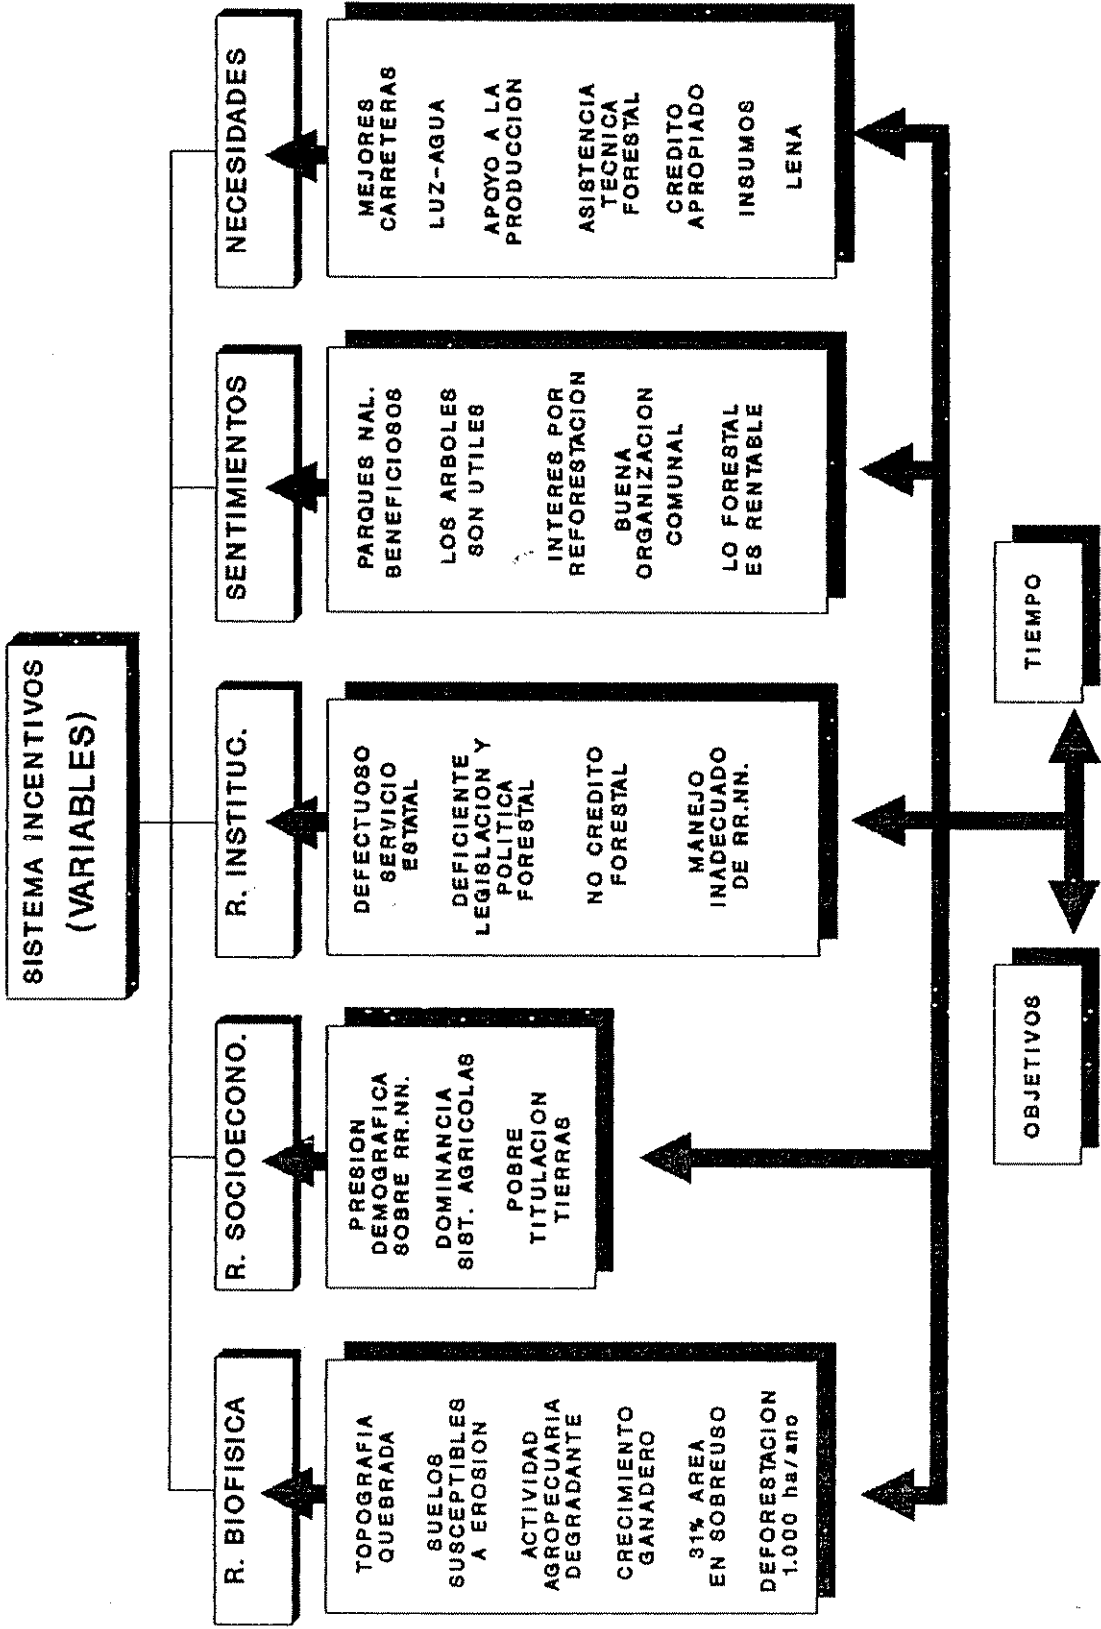 SISTEMA INCENTIVOS
(VARIABLES)
R. BIOFISICA
TOPOGRAFIA
QUEBRADA
SUELOS
SUSCEPTIBLES
A EROSION
ACTIVIDAD
AGROPECUARIA
DEGRADANTE
CRECIMIENTO
GANADERO
31% AREA
EN SOBREUSO
DEFORESTACION
1.000 ha/ano
R. SOCIOECONO.
PRESION
DEMOGRAFICA
SOBRE RR.NN.
DOMINANCIA
SIST. AGRICOLAS
POBRE
TITULACION
TIERRAS
R. INSTITUC.
DEFECTUOSO
SERVICIO
ESTATAL
DEFICIENTE
LEGISLACION Y
POLITICA
FORESTAL
NO CREDITO
FORESTAL
MANEJO
INADECUADO
DE RR.NN.
SENTIMIENTOS
PARQUES NAL.
BENEFICIOSOS
LOS ARBOLES
SON UTILES
INTERES POR
REFORESTACION
BUENA
ORGANIZACION
COMUNAL
LO FORESTAL
ES RENTABLE
NECESIDADES
MEJORES
CARRETERAS
LUZ-AGUA
APOYO A LA
PRODUCCION
ASISTENCIA
TECNICA
FORESTAL
CREDITO
APROPIADO
INSUMOS
LENA
OBJETIVOS
TIEMPO